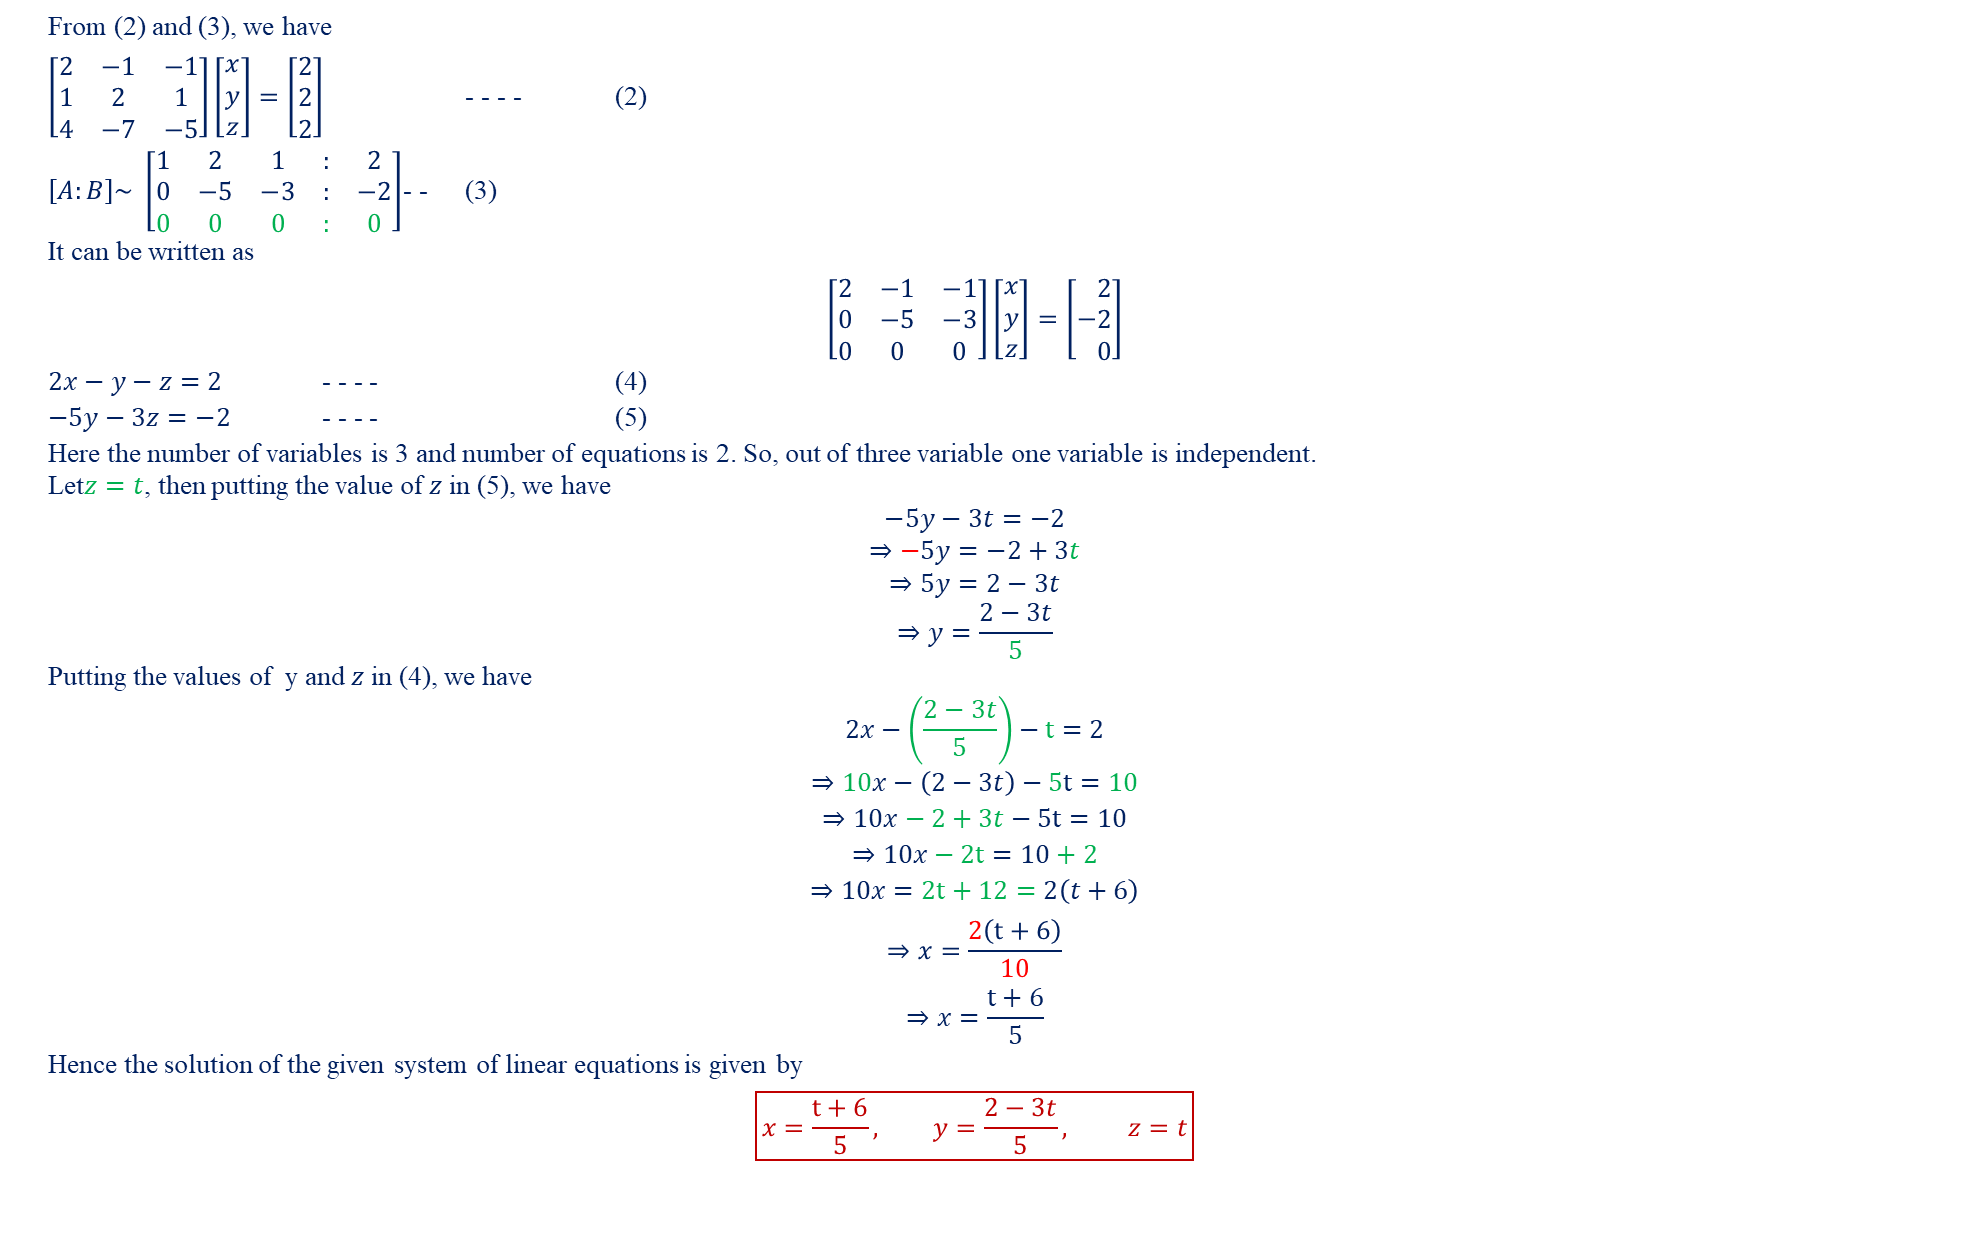 From (2) and (3), we have
[2 −1 −1] [x] = [2]
[1 2 1] [y] = [2] - - - - (2)
[4 −7 −5] [z] = [2]
[1 2 1 : 2]
[A:B]~ [0 −5 −3 : −2] - - (3)
[0 0 0 : 0]
It can be written as
[2 −1 −1] [x] = [2]
[0 −5 −3] [y] = [−2]
[0 0 0] [z] = [0]
2x − y − z = 2 - - - - (4)
−5y − 3z = −2 - - - - (5)
Here the number of variables is 3 and number of equations is 2. So, out of three variable one variable is independent.
Letz = t, then putting the value of z in (5), we have
−5y − 3t = −2
⇒ −5y = −2 + 3t
⇒ 5y = 2 − 3t
⇒ y = (2 − 3t)/5
Putting the values of y and z in (4), we have
2x − ((2 − 3t)/5) − t = 2
⇒ 10x − (2 − 3t) − 5t = 10
⇒ 10x − 2 + 3t − 5t = 10
⇒ 10x − 2t = 10 + 2
⇒ 10x = 2t + 12 = 2(t + 6)
⇒ x = 2(t + 6)/10
⇒ x = (t + 6)/5
Hence the solution of the given system of linear equations is given by
x = (t + 6)/5, y = (2 − 3t)/5, z = t